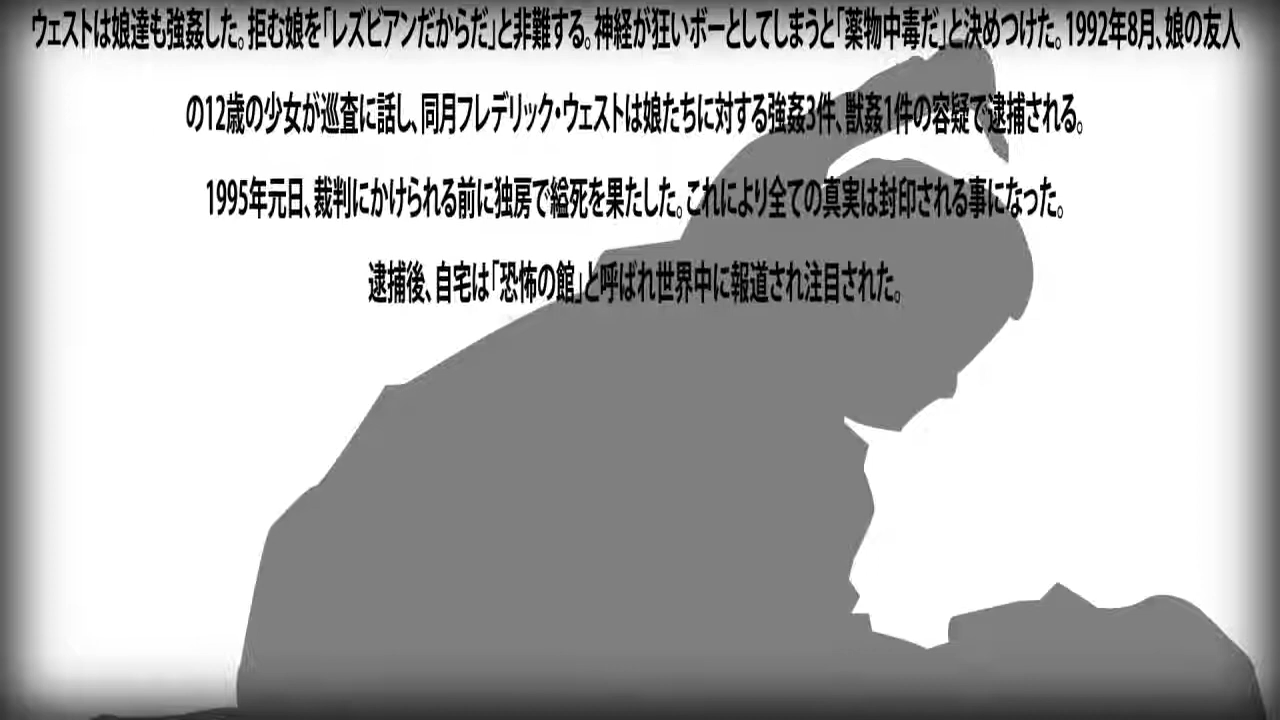 ウェストは娘達も強姦した。拒む娘を「レズビアンだからだ」と非難する。神経が狂いボーとしてしまうと「薬物中毒だ」と決めつけた。1992年8月、娘の友人
の12歳の少女が巡査に話し、同月フレデリック・ウェストは娘たちに対する強姦3件、獣姦1件の容疑で逮捕される。
1995年元日、裁判にかけられる前に独房で縊死を果たした。これにより全ての真実は封印される事になった。
逮捕後、自宅は「恐怖の館」と呼ばれ世界中に報道され注目された。